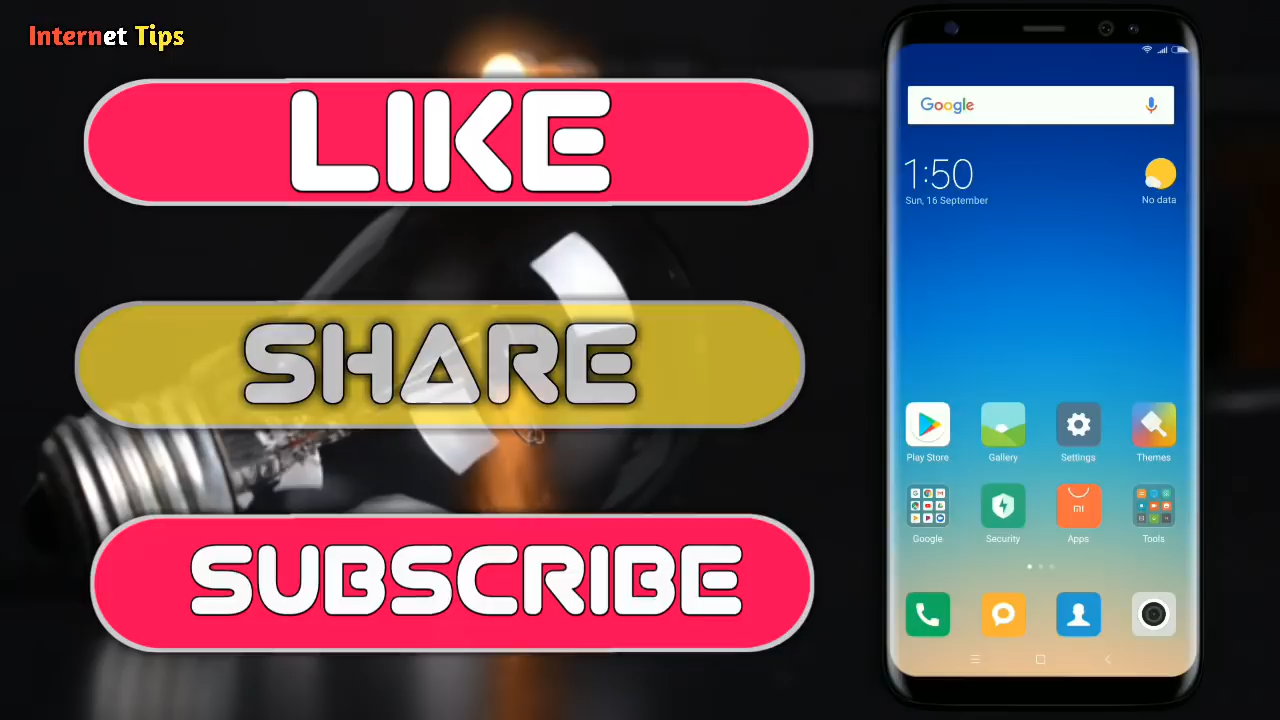 Internet Tips
LIKE
SHARE
SUBSCRIBE
Google
1:50
Sun, 16 September
No data
Play Store
Gallery
Settings
Themes
mi
Google
Security
Apps
Tools